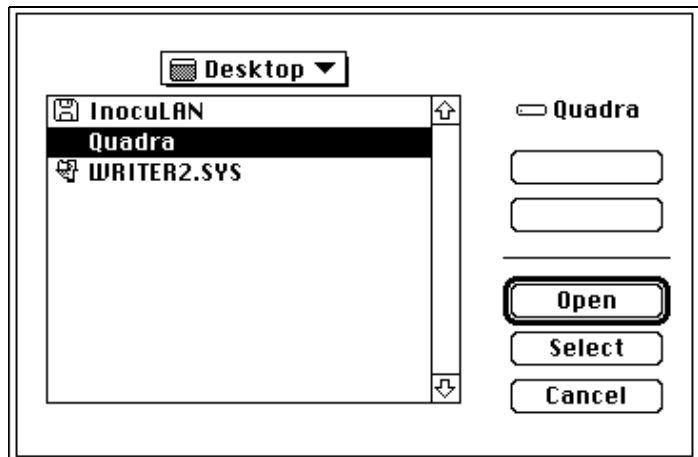 Desktop
InocuLAN
Quadra
WRITER2.SYS
Quadra
Open
Select
Cancel